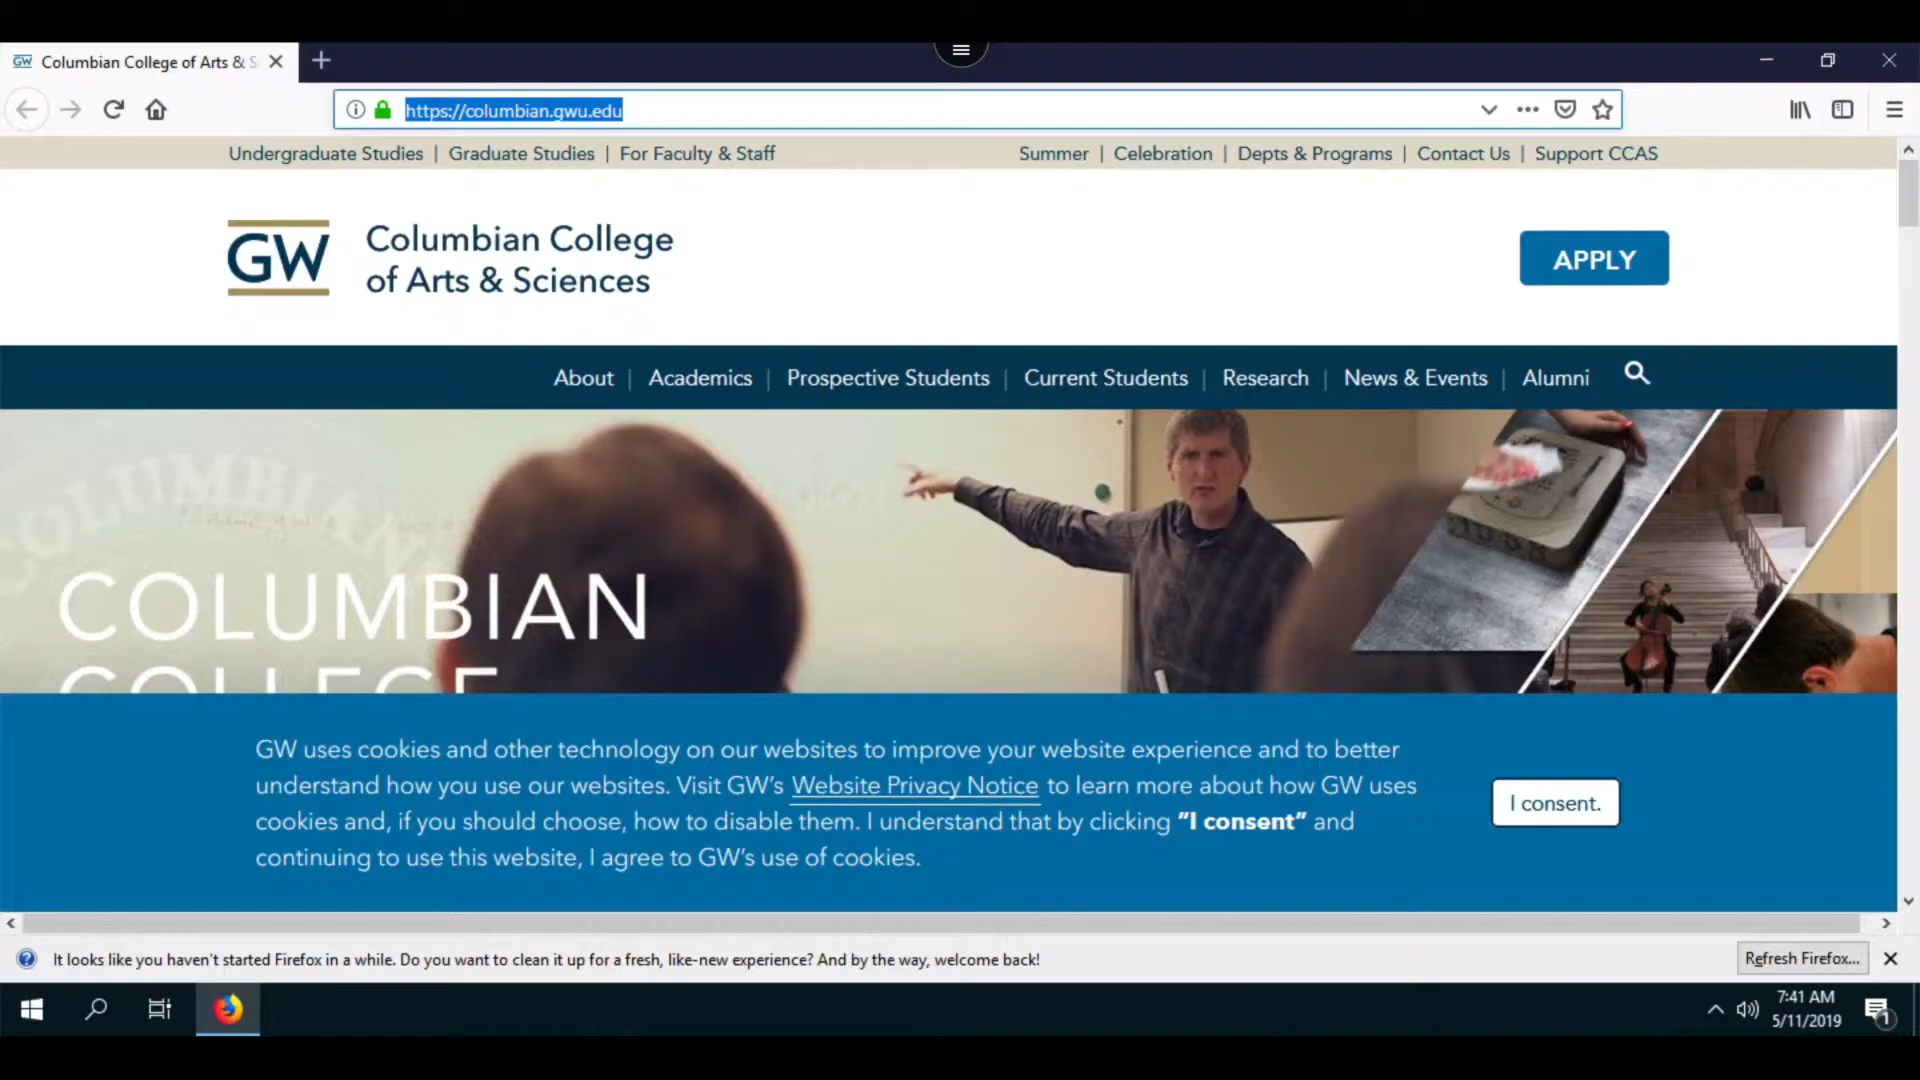 GW Columbian College of Arts & S
https://columbian.gwu.edu
Undergraduate Studies | Graduate Studies | For Faculty & Staff
Summer | Celebration | Depts & Programs | Contact Us | Support CCAS
GW
Columbian College
of Arts & Sciences
APPLY
About | Academics | Prospective Students | Current Students | Research | News & Events | Alumni
COLUMBIAN
COLLEGE
GW uses cookies and other technology on our websites to improve your website experience and to better
understand how you use our websites. Visit GW's Website Privacy Notice to learn more about how GW uses
cookies and, if you should choose, how to disable them. I understand that by clicking "I consent" and
continuing to use this website, I agree to GW's use of cookies.
I consent.
It looks like you haven't started Firefox in a while. Do you want to clean it up for a fresh, like-new experience? And by the way, welcome back!
Refresh Firefox...
7:41 AM
5/11/2019
1